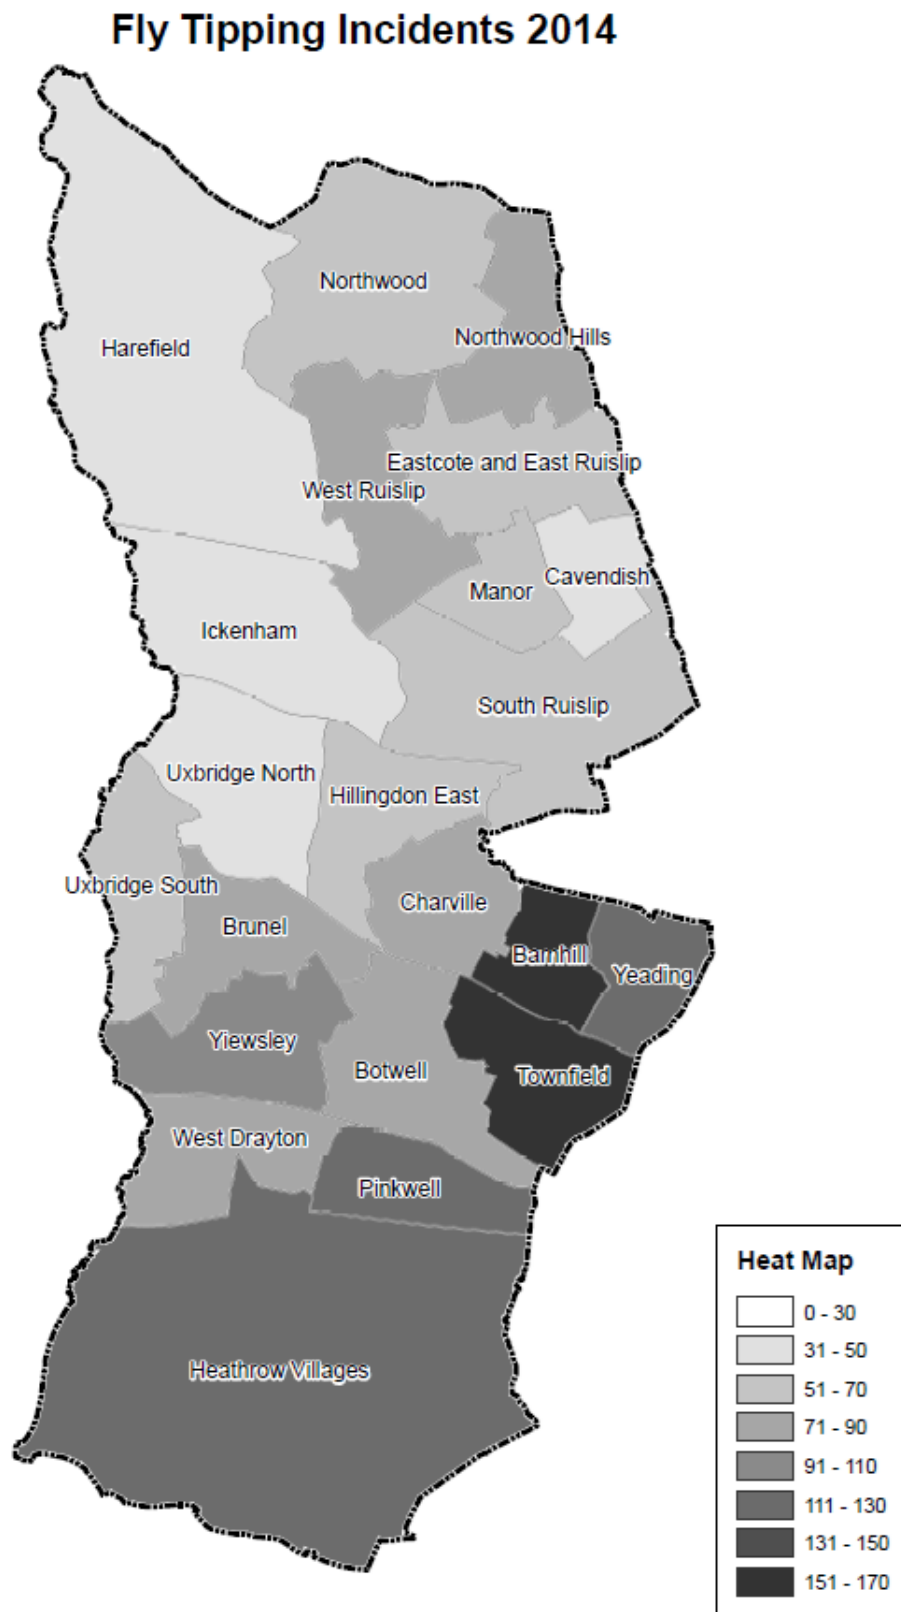 Fly Tipping Incidents 2014
Northwood
Northwood Hills
Harefield
Eastcote and East Ruislip
West Ruislip
Cavendish
Manor
Ickenham
South Ruislip
Uxbridge North
Hillingdon East
Uxbridge South
Charville
Brunel
Barnhill
Yeading
Yiewsley
Botwell
Townfield
West Drayton
Pinkwell
Heathrow Villages
Heat Map
0 - 30
31 - 50
51 - 70
71 - 90
91 - 110
111 - 130
131 - 150
151 - 170